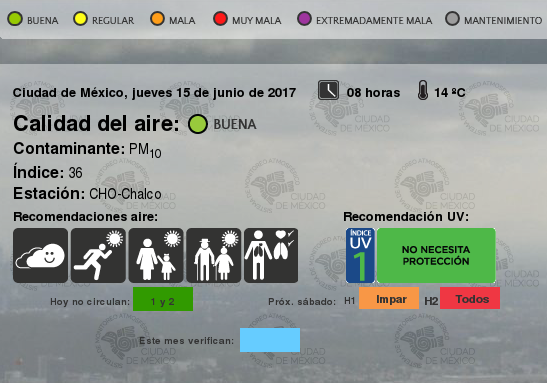 BUENA REGULAR MALA MUY MALA EXTREMADAMENTE MALA MANTENIMIENTO
Ciudad de México, jueves 15 de junio de 2017 08 horas 14 ºC
Calidad del aire: BUENA
Contaminante: PM10
Índice: 36
Estación: CHO-Chalco
Recomendaciones aire: Recomendación UV:
ÍNDICE
UV
1
NO NECESITA
PROTECCIÓN
Hoy no circulan: 1 y 2 Próx. sábado: H1 Impar H2 Todos
Este mes verifican:
CIUDAD
DE MÉXICO